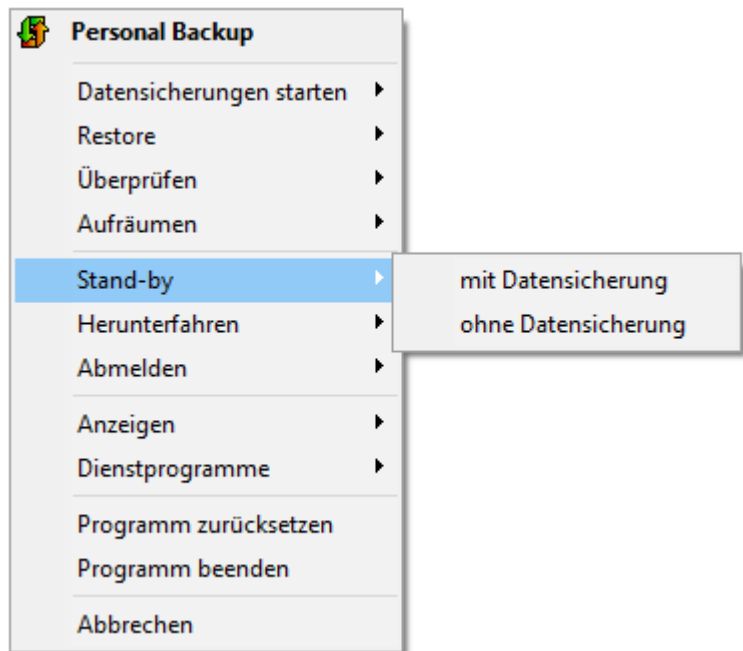 Personal Backup
Datensicherungen starten
Restore
Überprüfen
Aufräumen
Stand-by
mit Datensicherung
ohne Datensicherung
Herunterfahren
Abmelden
Anzeigen
Dienstprogramme
Programm zurücksetzen
Programm beenden
Abbrechen